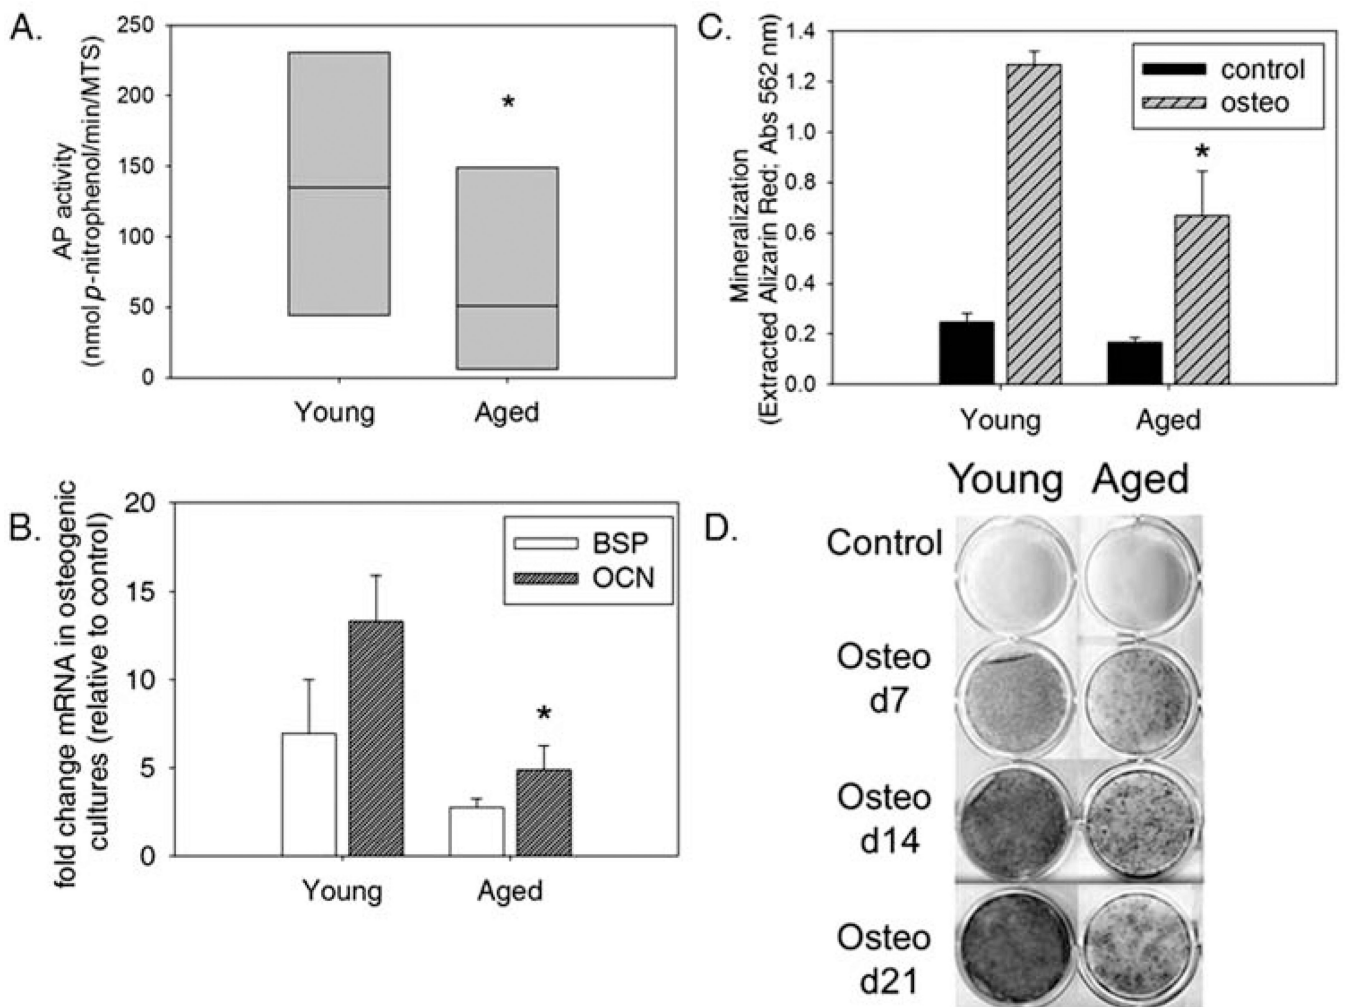 A.
250
200
150
100
50
0
AP activity
(nmol p-nitrophenol/min/MTS)
*
Young Aged
C.
1.4
1.2
1.0
0.8
0.6
0.4
0.2
0.0
Mineralization
(Extracted Alizarin Red; Abs 562 nm)
control
osteo
*
Young Aged
B.
20
15
10
5
0
fold change mRNA in osteogenic
cultures (relative to control)
BSP
OCN
*
Young Aged
D.
Young Aged
Control
Osteo
d7
Osteo
d14
Osteo
d21